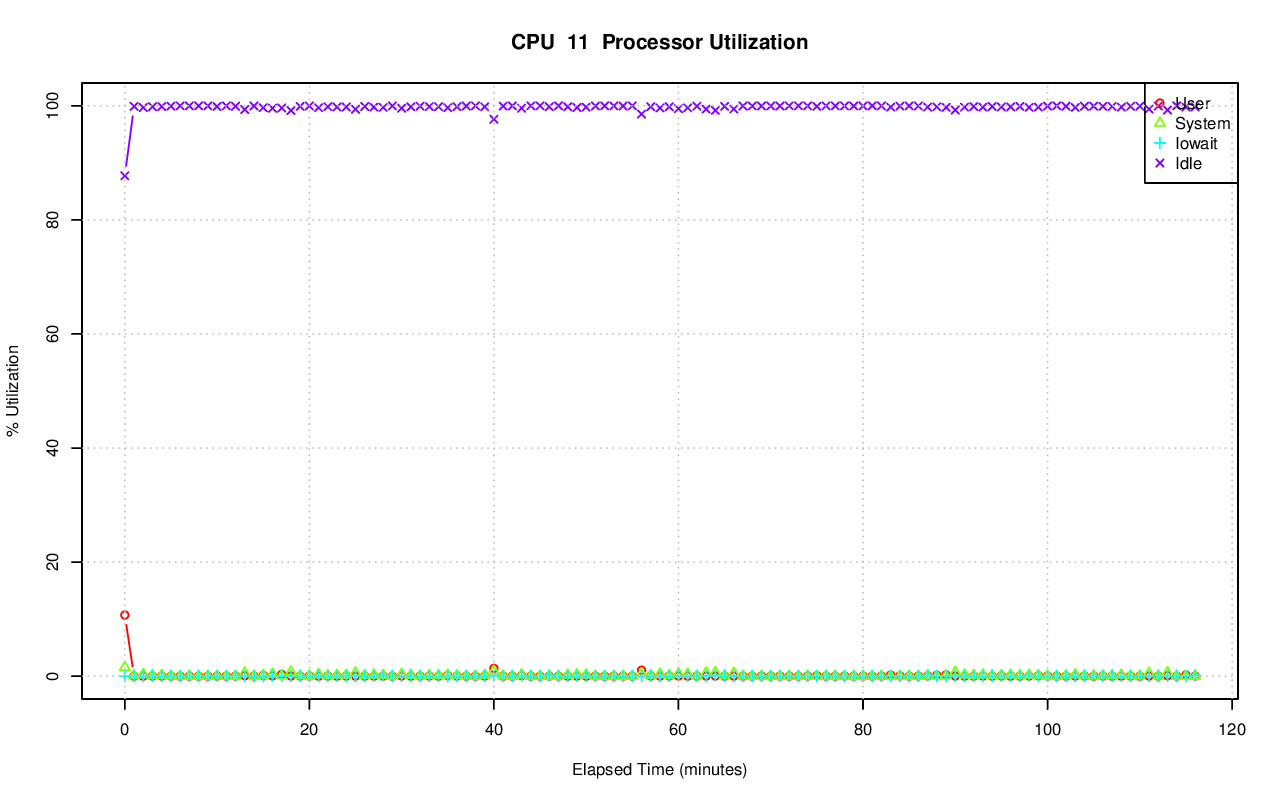 CPU  11  Processor Utilization
% Utilization
100
80
60
40
20
0
User
System
Iowait
Idle
0 20 40 60 80 100 120
Elapsed Time (minutes)